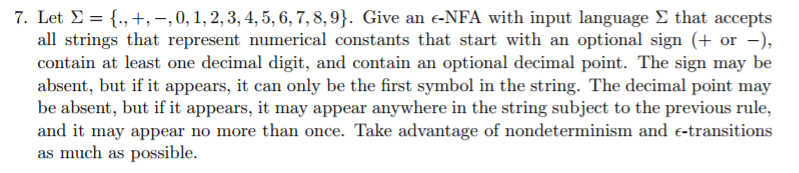 7. Let Σ = {., +, −, 0, 1, 2, 3, 4, 5, 6, 7, 8, 9}. Give an ϵ-NFA with input language Σ that accepts
all strings that represent numerical constants that start with an optional sign (+ or −),
contain at least one decimal digit, and contain an optional decimal point. The sign may be
absent, but if it appears, it can only be the first symbol in the string. The decimal point may
be absent, but if it appears, it may appear anywhere in the string subject to the previous rule,
and it may appear no more than once. Take advantage of nondeterminism and ϵ-transitions
as much as possible.